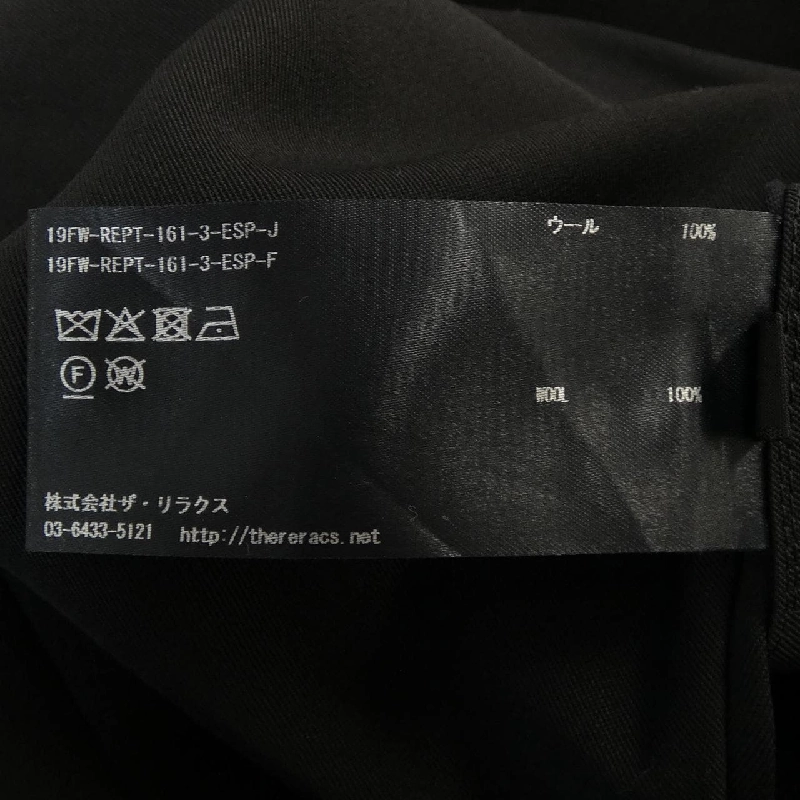 19FW-REPT-161-3-ESP-J
19FW-REPT-161-3-ESP-F
ウール 100%
F W
WOOL 100%
株式会社ザ・リラクス
03-6433-5121 http://thereracs.net